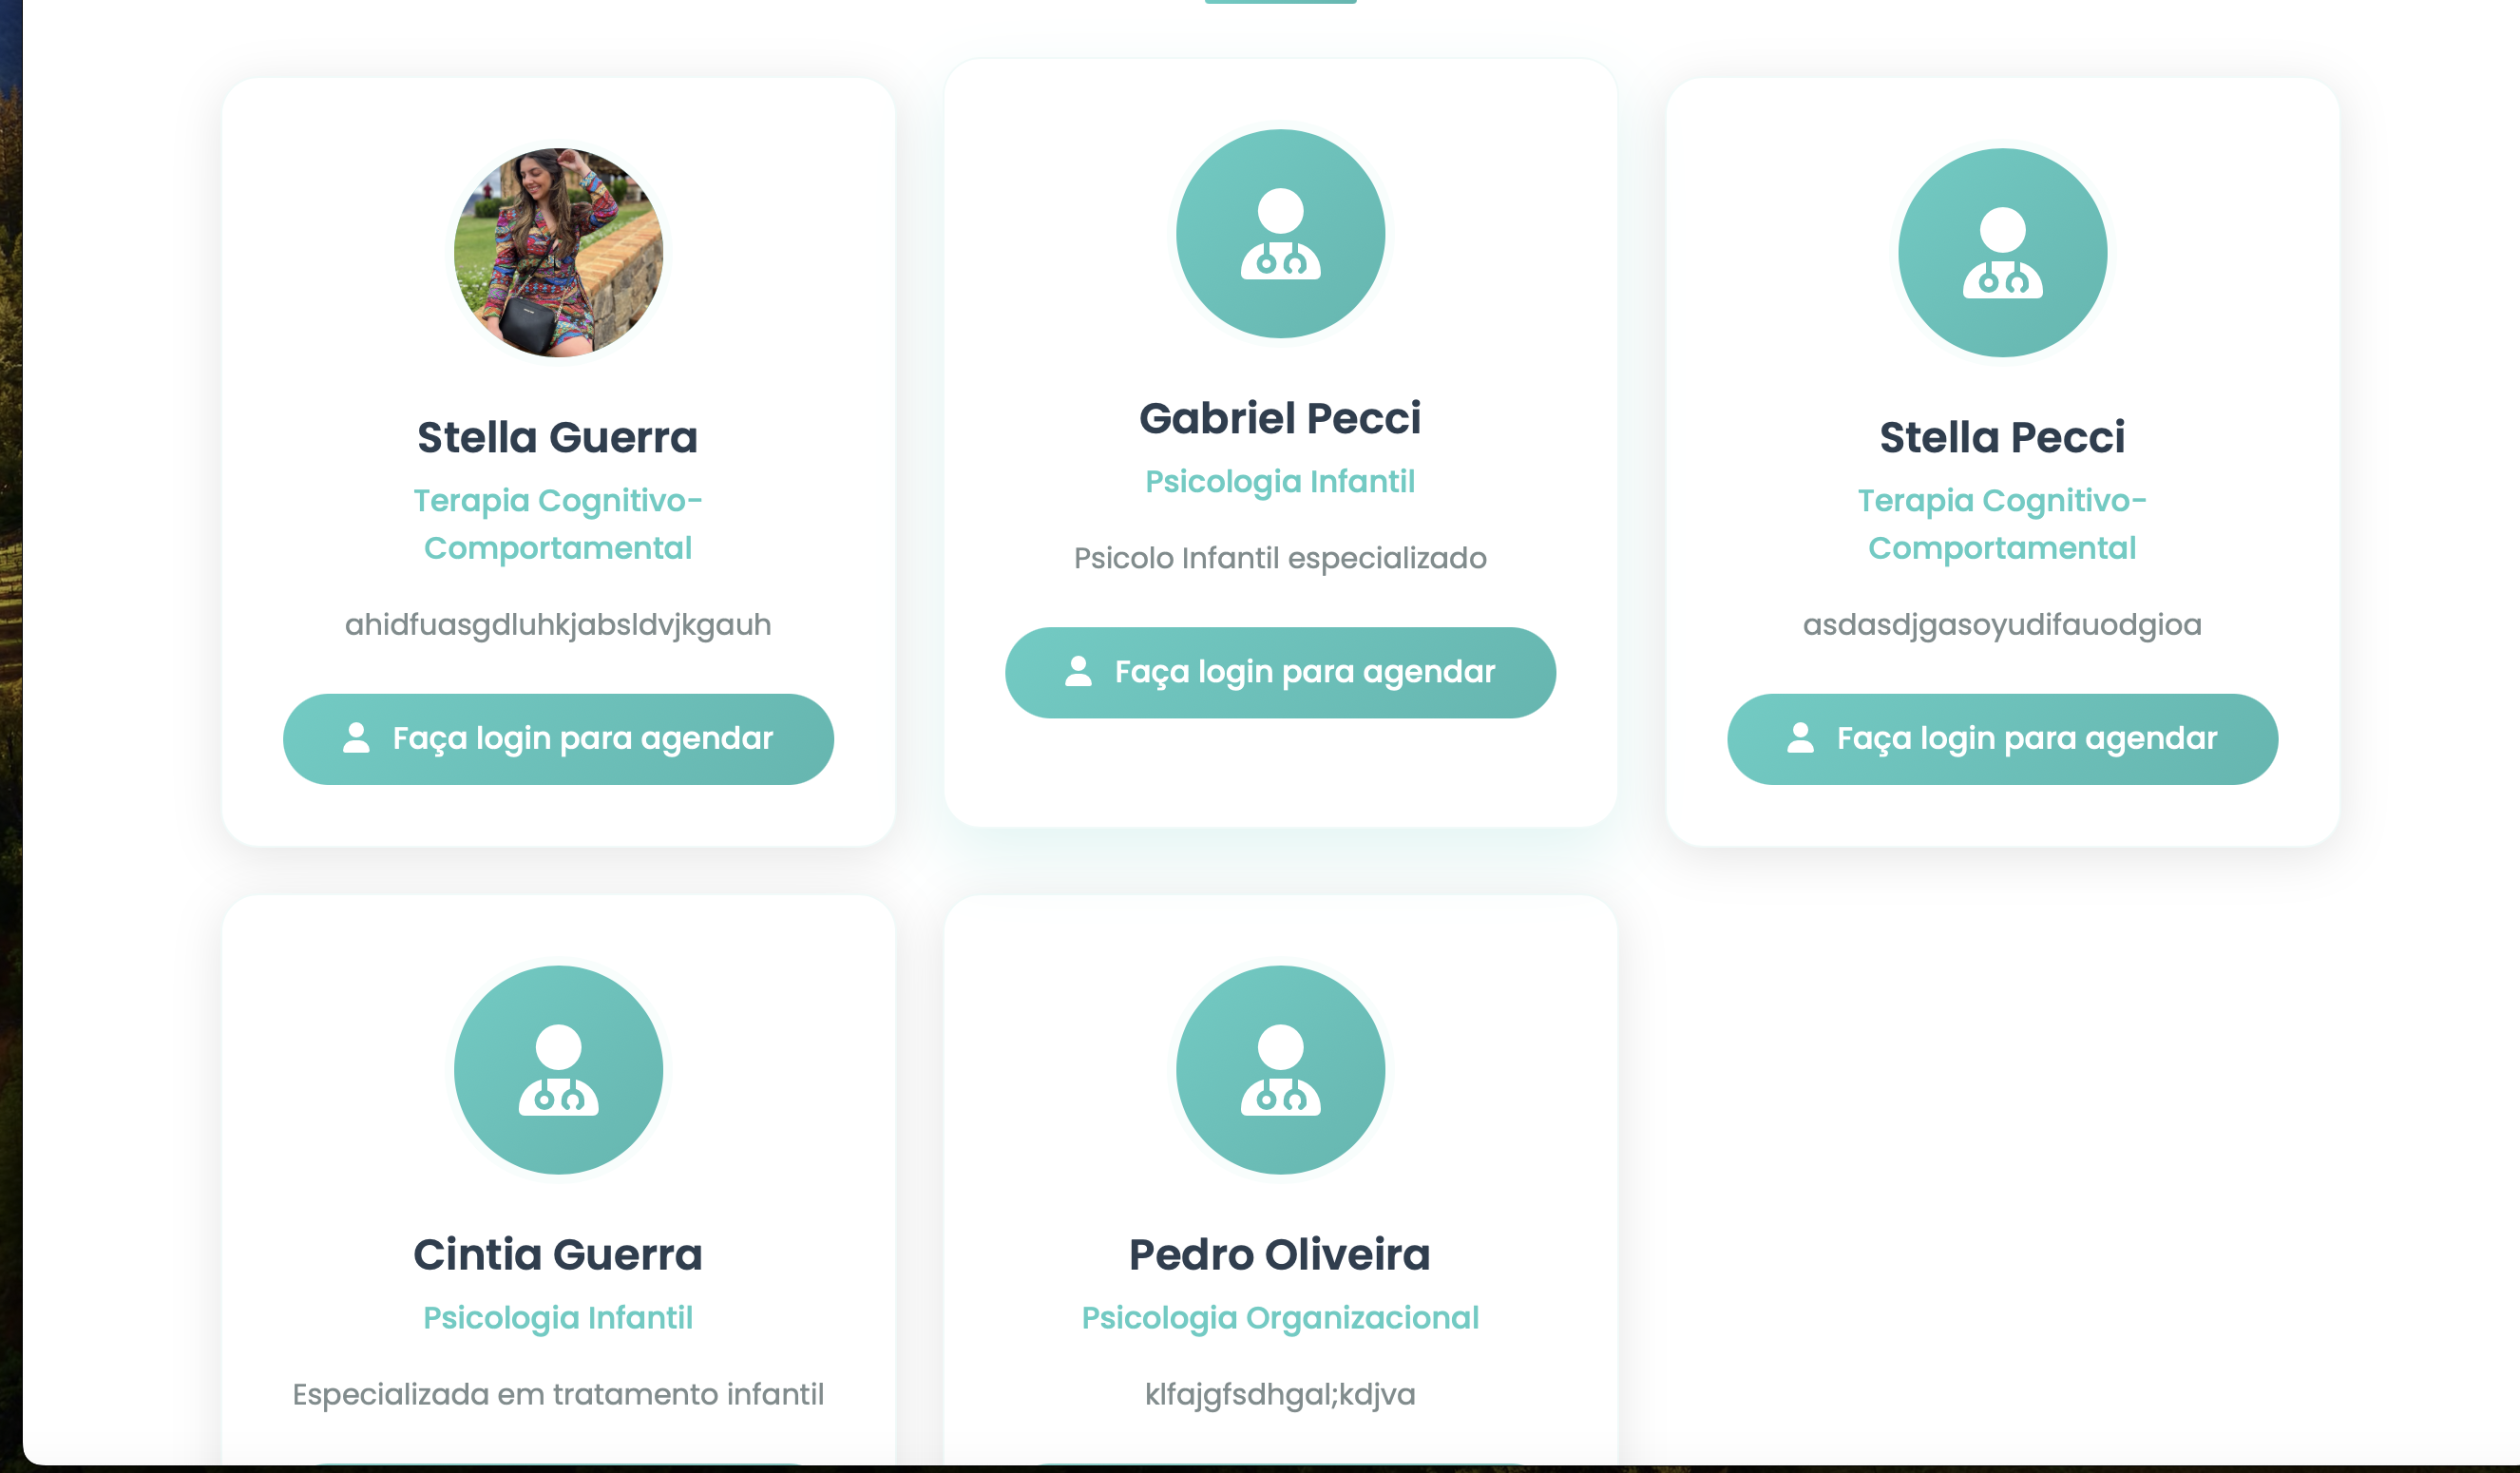 Stella Guerra
Terapia Cognitivo-
Comportamental
ahidfuasgdluhkjabsldvjkgauh
Faça login para agendar
Gabriel Pecci
Psicologia Infantil
Psicolo Infantil especializado
Faça login para agendar
Stella Pecci
Terapia Cognitivo-
Comportamental
asdasdjgasoyudifauodgioa
Faça login para agendar
Cintia Guerra
Psicologia Infantil
Especializada em tratamento infantil
Pedro Oliveira
Psicologia Organizacional
klfajgfsdhgal;kdjva